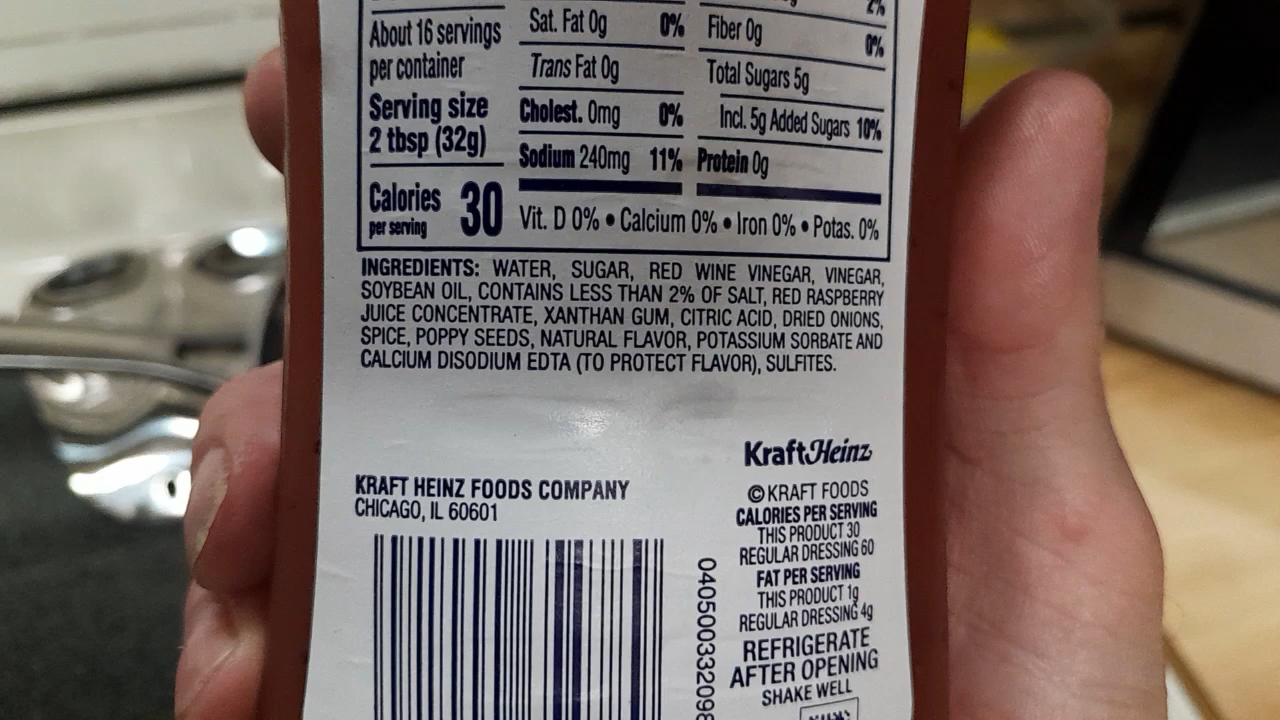 2%
About 16 servings
per container
Serving size
2 tbsp (32g)
Calories
per serving
30
Sat. Fat 0g 0%
Trans Fat 0g
Cholest. 0mg 0%
Sodium 240mg 11%
Fiber 0g 0%
Total Sugars 5g
Incl. 5g Added Sugars 10%
Protein 0g
Vit. D 0% • Calcium 0% • Iron 0% • Potas. 0%
INGREDIENTS: WATER, SUGAR, RED WINE VINEGAR, VINEGAR,
SOYBEAN OIL, CONTAINS LESS THAN 2% OF SALT, RED RASPBERRY
JUICE CONCENTRATE, XANTHAN GUM, CITRIC ACID, DRIED ONIONS,
SPICE, POPPY SEEDS, NATURAL FLAVOR, POTASSIUM SORBATE AND
CALCIUM DISODIUM EDTA (TO PROTECT FLAVOR), SULFITES.
KRAFT HEINZ FOODS COMPANY
CHICAGO, IL 60601
KraftHeinz
© KRAFT FOODS
CALORIES PER SERVING
THIS PRODUCT 30
REGULAR DRESSING 60
FAT PER SERVING
THIS PRODUCT 1g
REGULAR DRESSING 4g
REFRIGERATE
AFTER OPENING
SHAKE WELL
04050033209